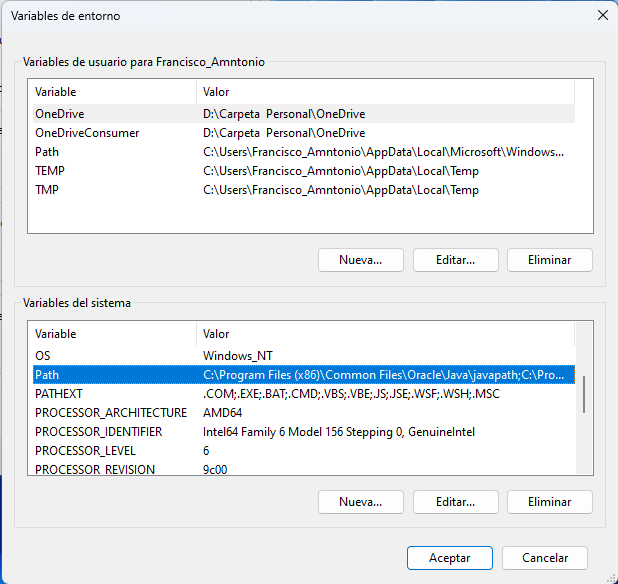 Variables de entorno
Variables de usuario para Francisco_Amntonio
Variable Valor
OneDrive D:\Carpeta Personal\OneDrive
OneDriveConsumer D:\Carpeta Personal\OneDrive
Path C:\Users\Francisco_Amntonio\AppData\Local\Microsoft\Windows...
TEMP C:\Users\Francisco_Amntonio\AppData\Local\Temp
TMP C:\Users\Francisco_Amntonio\AppData\Local\Temp
Nueva... Editar... Eliminar
Variables del sistema
Variable Valor
OS Windows_NT
Path C:\Program Files (x86)\Common Files\Oracle\Java\javapath;C:\Pro...
PATHEXT .COM;.EXE;.BAT;.CMD;.VBS;.VBE;.JS;.JSE;.WSF;.WSH;.MSC
PROCESSOR_ARCHITECTURE AMD64
PROCESSOR_IDENTIFIER Intel64 Family 6 Model 156 Stepping 0, GenuineIntel
PROCESSOR_LEVEL 6
PROCESSOR_REVISION 9c00
Nueva... Editar... Eliminar
Aceptar Cancelar